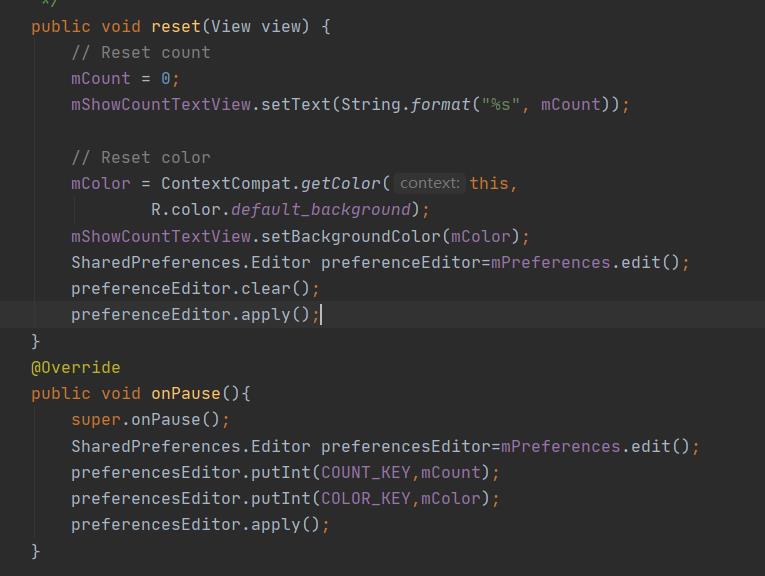 */
public void reset(View view) {
// Reset count
mCount = 0;
mShowCountTextView.setText(String.format("%s", mCount));
// Reset color
mColor = ContextCompat.getColor( context: this,
R.color.default_background);
mShowCountTextView.setBackgroundColor(mColor);
SharedPreferences.Editor preferenceEditor=mPreferences.edit();
preferenceEditor.clear();
preferenceEditor.apply();
}
@Override
public void onPause(){
super.onPause();
SharedPreferences.Editor preferencesEditor=mPreferences.edit();
preferencesEditor.putInt(COUNT_KEY,mCount);
preferencesEditor.putInt(COLOR_KEY,mColor);
preferencesEditor.apply();
}